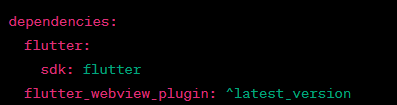 dependencies:
  flutter:
    sdk: flutter
  flutter_webview_plugin: ^latest_version